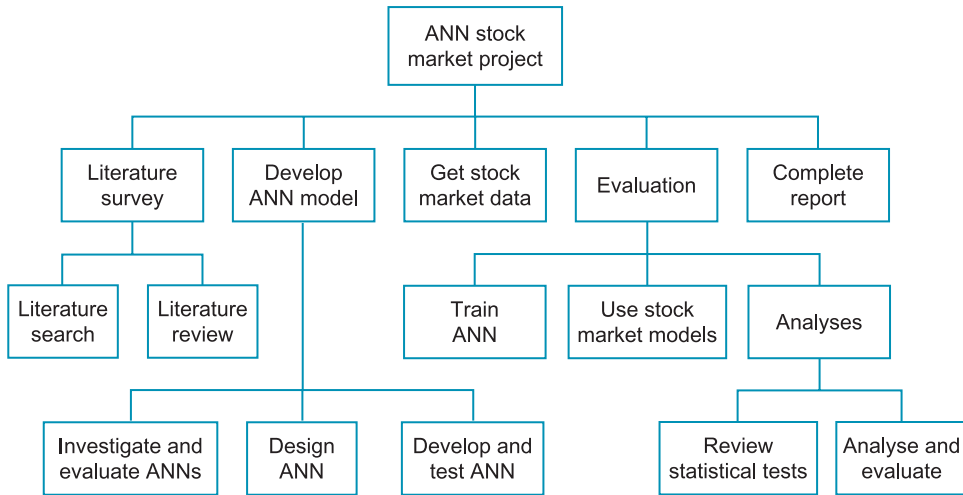 ANN stock
market project
Literature
survey
Develop
ANN model
Get stock
market data
Evaluation
Complete
report
Literature
search
Literature
review
Train
ANN
Use stock
market models
Analyses
Investigate and
evaluate ANNs
Design
ANN
Develop and
test ANN
Review
statistical tests
Analyse and
evaluate